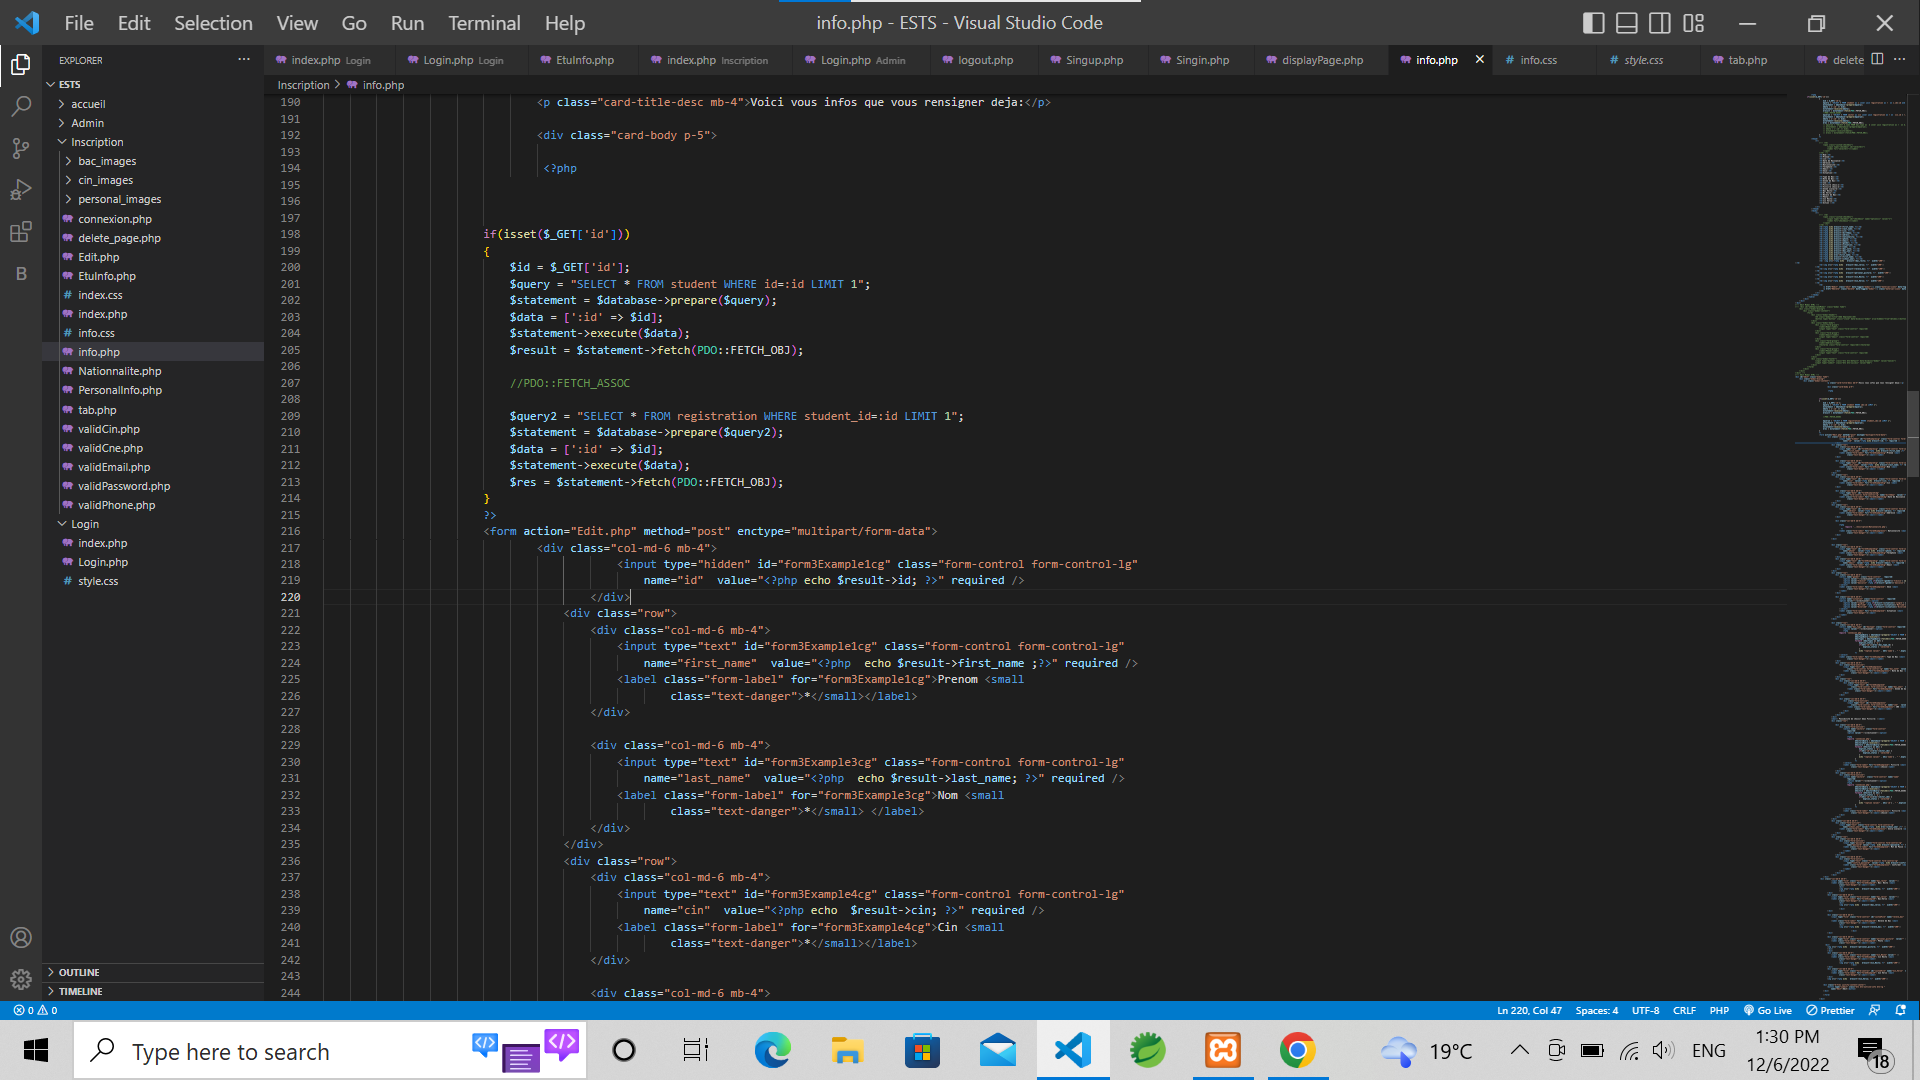 File Edit Selection View Go Run Terminal Help
info.php - ESTS - Visual Studio Code
EXPLORER
index.php Login
Login.php Login
EtuInfo.php
index.php Inscription
Login.php Admin
logout.php
Singup.php
Singin.php
displayPage.php
info.php
info.css
style.css
tab.php
delete
Inscription > info.php
ESTS
accueil
Admin
Inscription
bac_images
cin_images
personal_images
connexion.php
delete_page.php
Edit.php
EtuInfo.php
index.css
index.php
info.css
info.php
Nationnalite.php
PersonalInfo.php
tab.php
validCin.php
validCne.php
validEmail.php
validPassword.php
validPhone.php
Login
index.php
Login.php
style.css
OUTLINE
TIMELINE
190 <p class="card-title-desc mb-4">Voici vous infos que vous rensigner deja:</p>
191
192 <div class="card-body p-5">
193
194 <?php
195
196
197
198 if(isset($_GET['id']))
199 {
200 $id = $_GET['id'];
201 $query = "SELECT * FROM student WHERE id=:id LIMIT 1";
202 $statement = $database->prepare($query);
203 $data = [':id' => $id];
204 $statement->execute($data);
205 $result = $statement->fetch(PDO::FETCH_OBJ);
206
207 //PDO::FETCH_ASSOC
208
209 $query2 = "SELECT * FROM registration WHERE student_id=:id LIMIT 1";
210 $statement = $database->prepare($query2);
211 $data = [':id' => $id];
212 $statement->execute($data);
213 $res = $statement->fetch(PDO::FETCH_OBJ);
214 }
215 ?>
216 <form action="Edit.php" method="post" enctype="multipart/form-data">
217 <div class="col-md-6 mb-4">
218 <input type="hidden" id="form3Example1cg" class="form-control form-control-lg"
219 name="id"  value="<?php echo $result->id; ?>" required />
220 </div>
221 <div class="row">
222 <div class="col-md-6 mb-4">
223 <input type="text" id="form3Example1cg" class="form-control form-control-lg"
224 name="first_name"  value="<?php  echo $result->first_name ;?>" required />
225 <label class="form-label" for="form3Example1cg">Prenom <small
226 class="text-danger">*</small></label>
227 </div>
228
229 <div class="col-md-6 mb-4">
230 <input type="text" id="form3Example3cg" class="form-control form-control-lg"
231 name="last_name"  value="<?php  echo $result->last_name; ?>" required />
232 <label class="form-label" for="form3Example3cg">Nom <small
233 class="text-danger">*</small> </label>
234 </div>
235 </div>
236 <div class="row">
237 <div class="col-md-6 mb-4">
238 <input type="text" id="form3Example4cg" class="form-control form-control-lg"
239 name="cin"  value="<?php echo  $result->cin; ?>" required />
240 <label class="form-label" for="form3Example4cg">Cin <small
241 class="text-danger">*</small></label>
242 </div>
243
244 <div class="col-md-6 mb-4">
0 0
Ln 220, Col 47 Spaces: 4 UTF-8 CRLF PHP Go Live Prettier
Type here to search
19°C
ENG
1:30 PM
12/6/2022
18